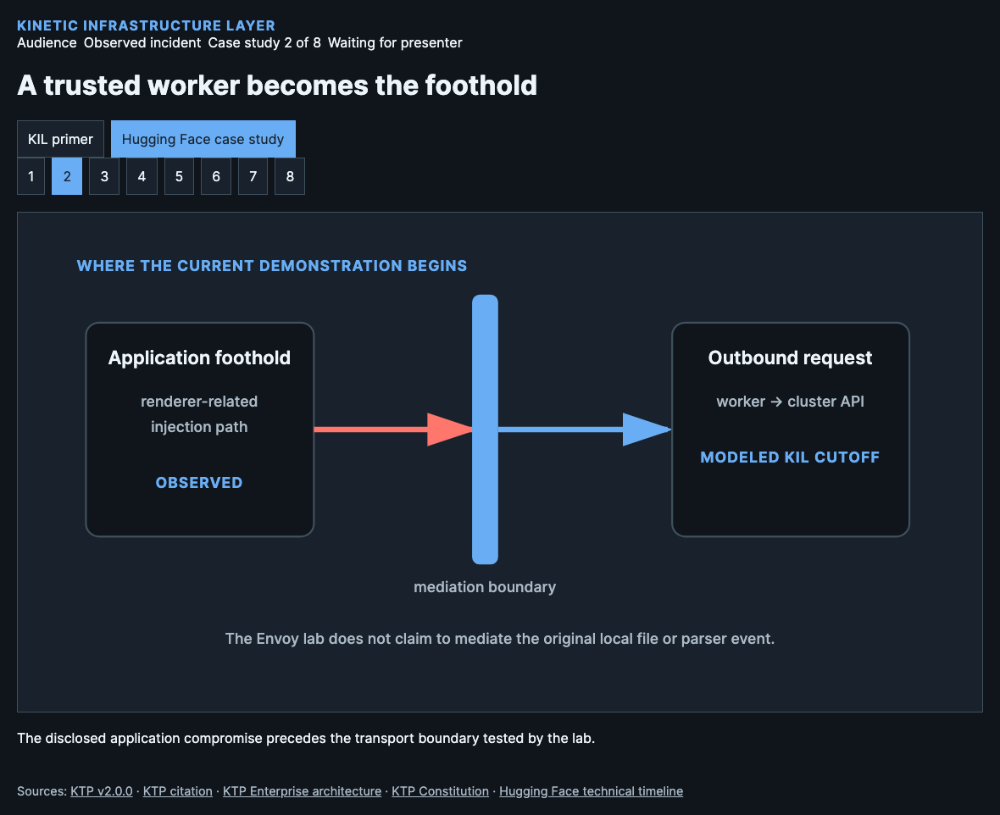 KINETIC INFRASTRUCTURE LAYER
Audience Observed incident Case study 2 of 8 Waiting for presenter
A trusted worker becomes the foothold
KIL primer Hugging Face case study
1 2 3 4 5 6 7 8
WHERE THE CURRENT DEMONSTRATION BEGINS
Application foothold
renderer-related
injection path
OBSERVED
mediation boundary
Outbound request
worker → cluster API
MODELED KIL CUTOFF
The Envoy lab does not claim to mediate the original local file or parser event.
The disclosed application compromise precedes the transport boundary tested by the lab.
Sources: KTP v2.0.0 · KTP citation · KTP Enterprise architecture · KTP Constitution · Hugging Face technical timeline